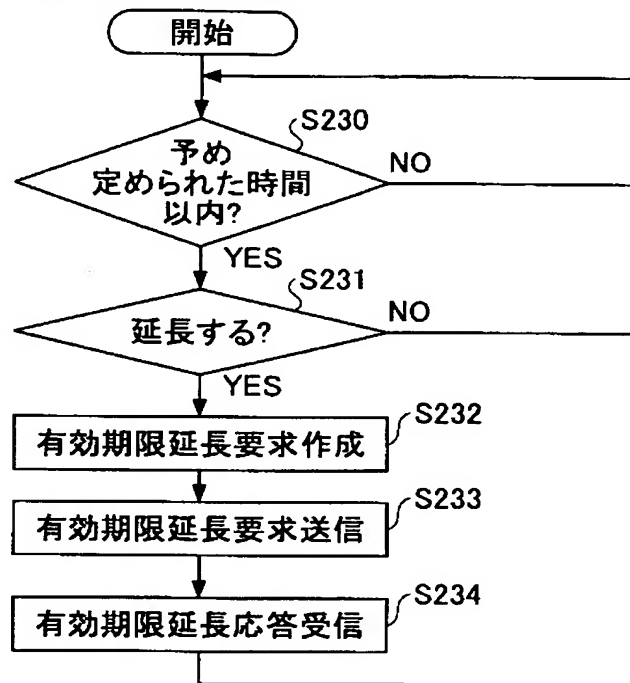 開始
S230
予め
定められた時間
以内?
NO
YES
S231
延長する?
NO
YES
S232
有効期限延長要求作成
S233
有効期限延長要求送信
S234
有効期限延長応答受信